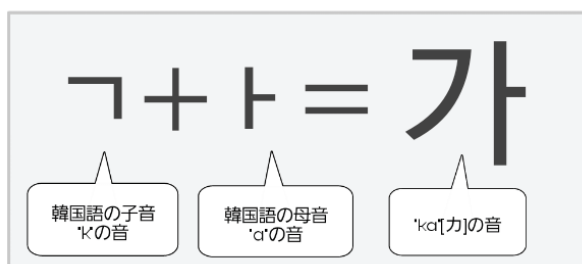 ㄱ+ㅏ=가
韓国語の子音
"k"の音
韓国語の母音
"a"の音
"ka"[カ]の音